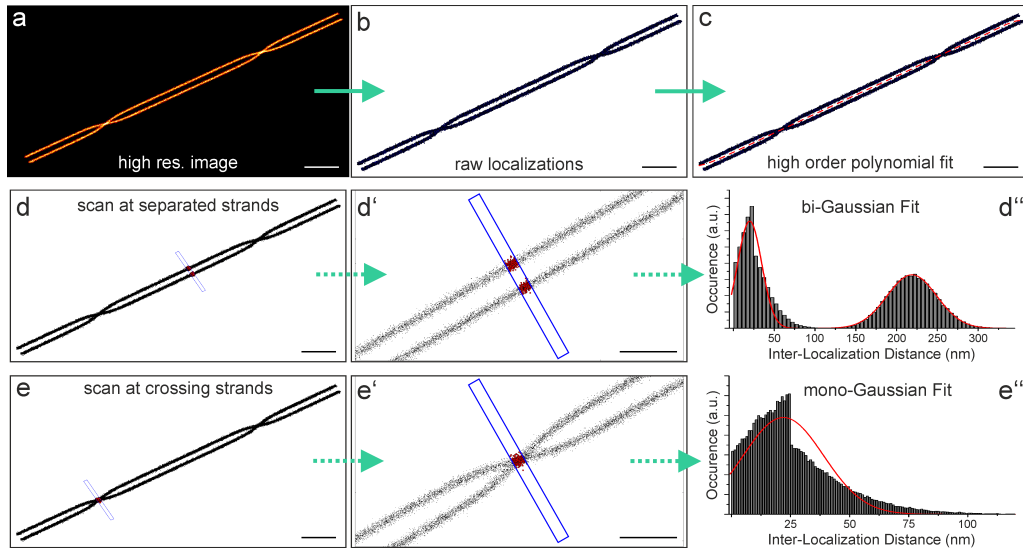 a
high res. image
b
raw localizations
c
high order polynomial fit
d
scan at separated strands
d'
bi-Gaussian Fit
d"
Occurence (a.u.)
0 50 100 150 200 250 300
Inter-Localization Distance (nm)
e
scan at crossing strands
e'
mono-Gaussian Fit
e"
Occurence (a.u.)
25 50 75 100
Inter-Localization Distance (nm)